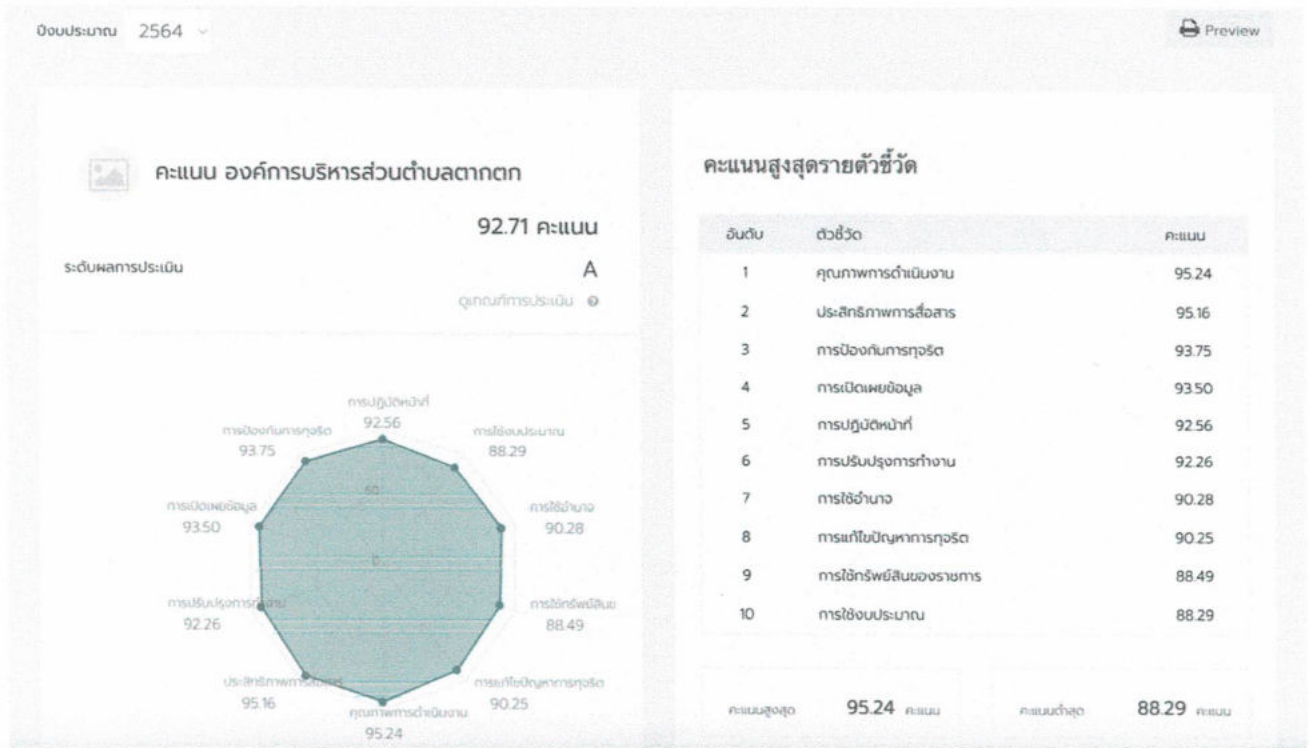 ปีงบประมาณ 2564
Preview
คะแนน องค์การบริหารส่วนตำบลตากตก
92.71 คะแนน
ระดับผลการประเมิน A
ดูเกณฑ์การประเมิน
การปฏิบัติหน้าที่
92.56
การใช้งบประมาณ
88.29
การใช้อำนาจ
90.28
การใช้ทรัพย์สินข
88.49
การแก้ไขปัญหาการทุจริต
90.25
คุณภาพการดำเนินงาน
95.24
ประสิทธิภาพการสื่อสาร
95.16
การปรับปรุงการทำงาน
92.26
การเปิดเผยข้อมูล
93.50
การป้องกันการทุจริต
93.75
50
0
คะแนนสูงสุดรายตัวชี้วัด
อันดับ ตัวชี้วัด คะแนน
1 คุณภาพการดำเนินงาน 95.24
2 ประสิทธิภาพการสื่อสาร 95.16
3 การป้องกันการทุจริต 93.75
4 การเปิดเผยข้อมูล 93.50
5 การปฏิบัติหน้าที่ 92.56
6 การปรับปรุงการทำงาน 92.26
7 การใช้อำนาจ 90.28
8 การแก้ไขปัญหาการทุจริต 90.25
9 การใช้ทรัพย์สินของราชการ 88.49
10 การใช้งบประมาณ 88.29
คะแนนสูงสุด 95.24 คะแนน
คะแนนต่ำสุด 88.29 คะแนน